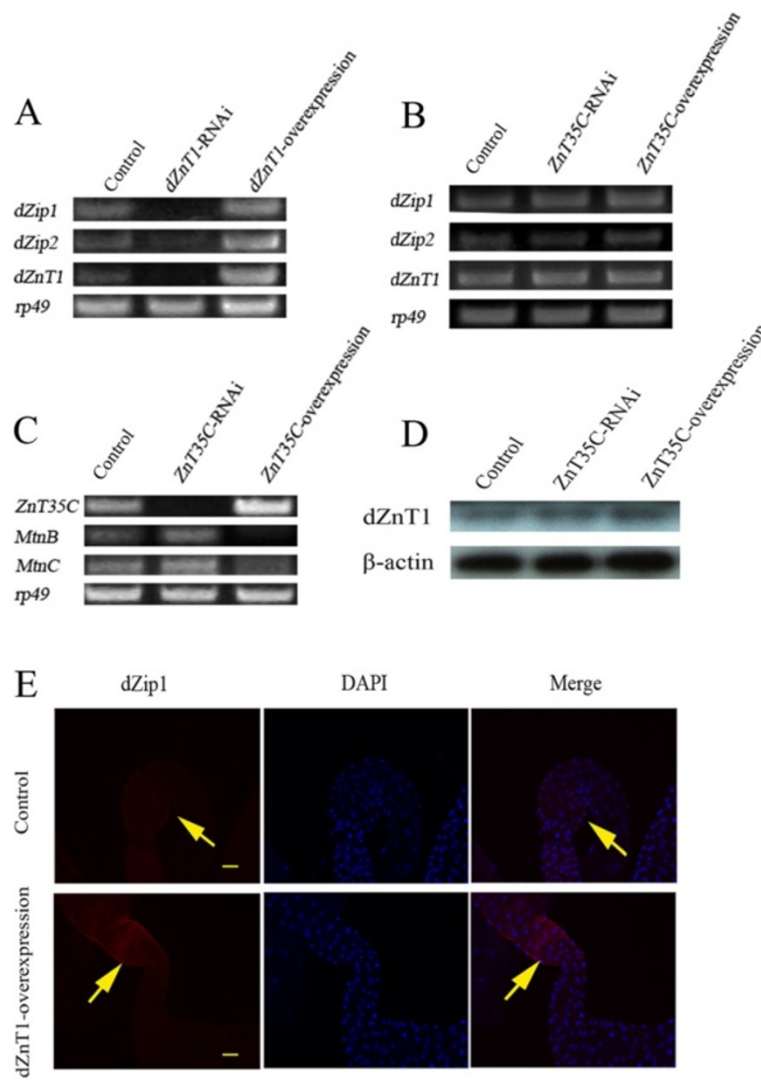 A
Control
dZnT1-RNAi
dZnT1-overexpression
dZip1
dZip2
dZnT1
rp49
B
Control
ZnT35C-RNAi
ZnT35C-overexpression
dZip1
dZip2
dZnT1
rp49
C
Control
ZnT35C-RNAi
ZnT35C-overexpression
ZnT35C
MtnB
MtnC
rp49
D
Control
ZnT35C-RNAi
ZnT35C-overexpression
dZnT1
β-actin
E
dZip1 DAPI Merge
Control
dZnT1-overexpression